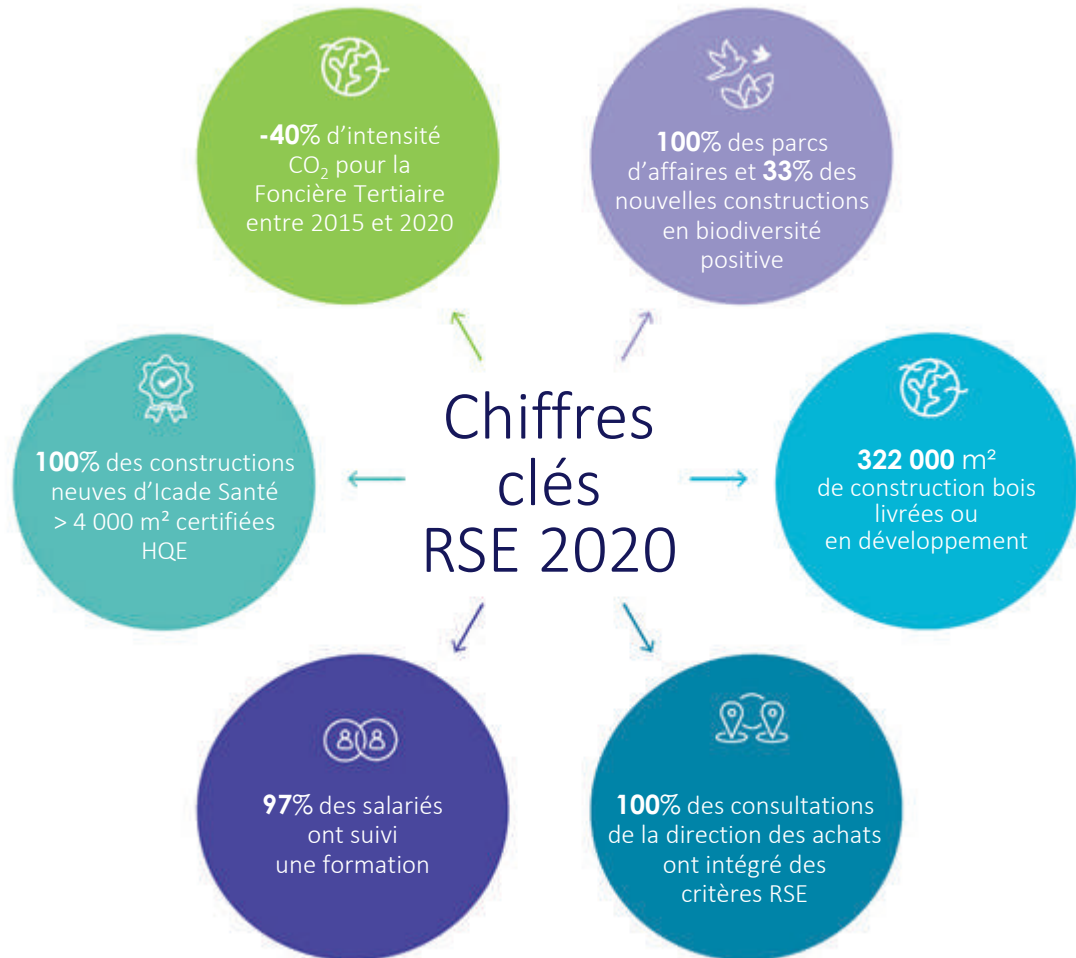 -40% d'intensité
CO₂ pour la
Foncière Tertiaire
entre 2015 et 2020
100% des parcs
d'affaires et 33% des
nouvelles constructions
en biodiversité
positive
Chiffres
clés
RSE 2020
100% des constructions
neuves d'Icade Santé
> 4 000 m² certifiées
HQE
322 000 m²
de construction bois
livrées ou
en développement
97% des salariés
ont suivi
une formation
100% des consultations
de la direction des achats
ont intégré des
critères RSE